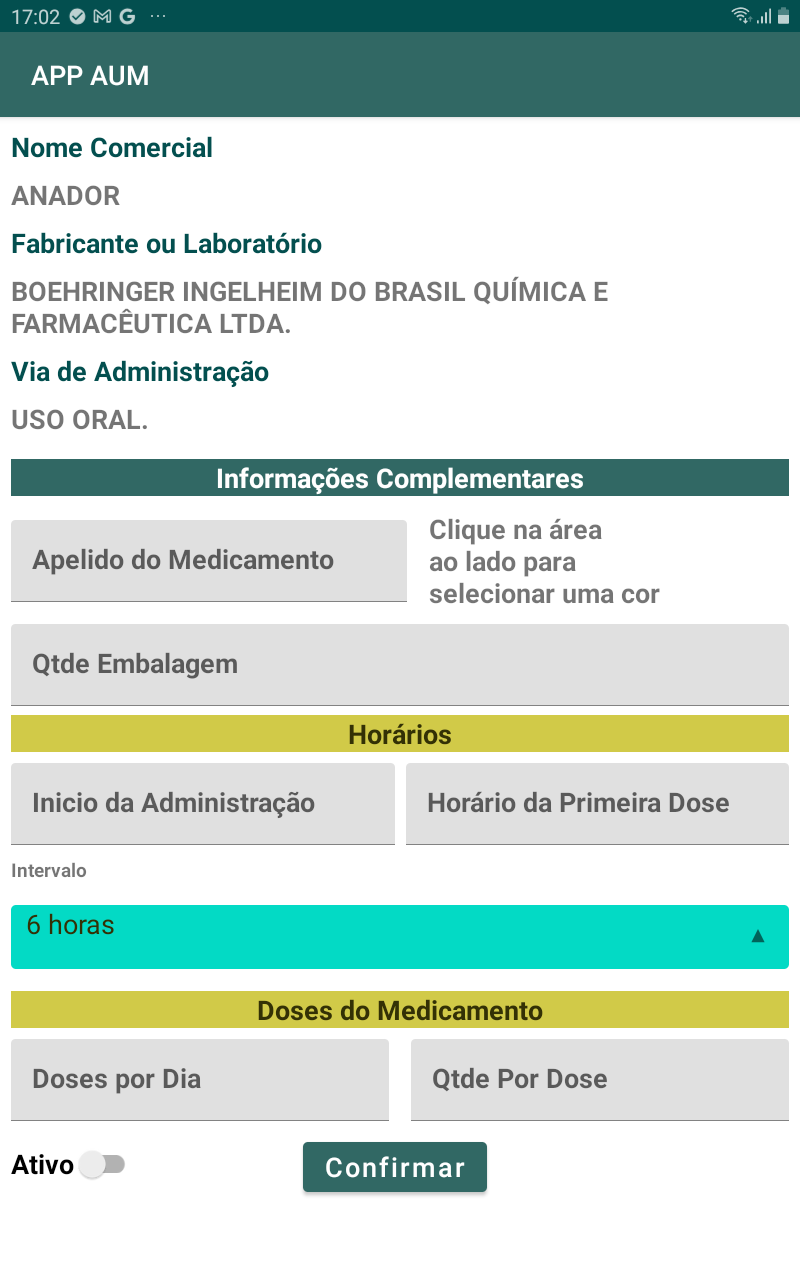 17:02
APP AUM
Nome Comercial
ANADOR
Fabricante ou Laboratório
BOEHRINGER INGELHEIM DO BRASIL QUÍMICA E
FARMACÊUTICA LTDA.
Via de Administração
USO ORAL.
Informações Complementares
Apelido do Medicamento
Clique na área
ao lado para
selecionar uma cor
Qtde Embalagem
Horários
Inicio da Administração
Horário da Primeira Dose
Intervalo
6 horas
Doses do Medicamento
Doses por Dia
Qtde Por Dose
Ativo
Confirmar